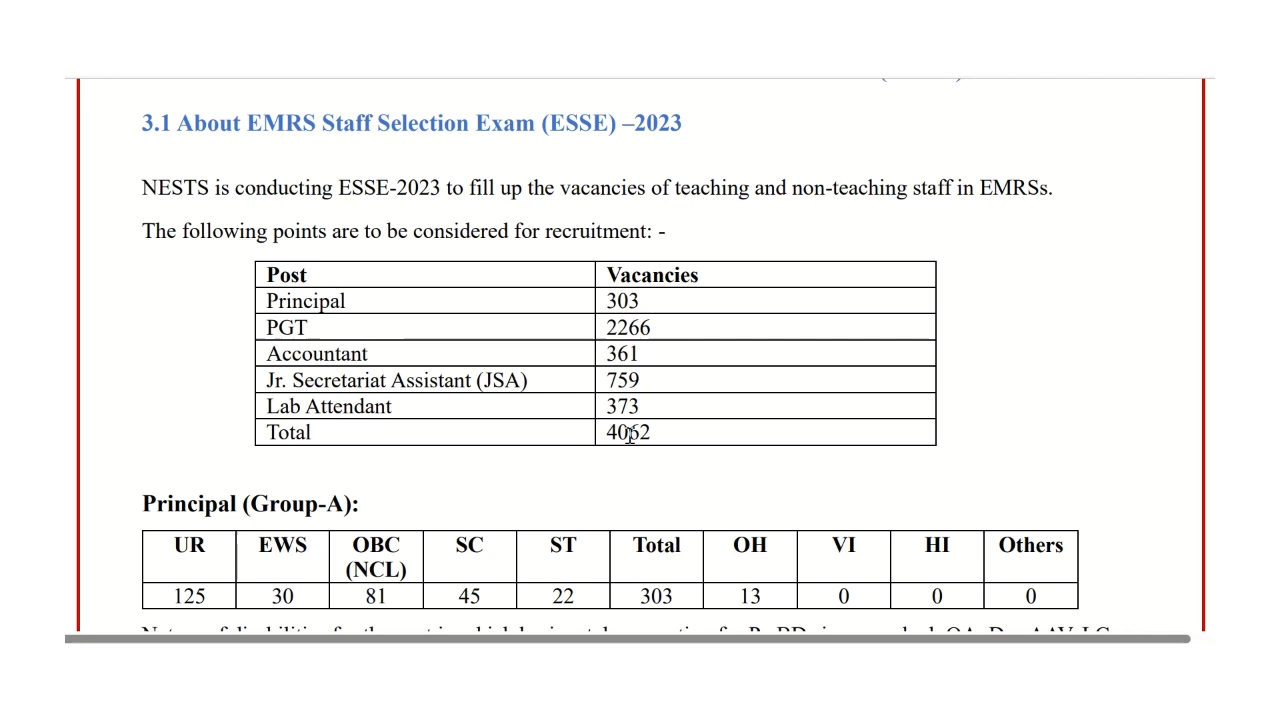 3.1 About EMRS Staff Selection Exam (ESSE) –2023
NESTS is conducting ESSE-2023 to fill up the vacancies of teaching and non-teaching staff in EMRSs.
The following points are to be considered for recruitment: -
Post Vacancies
Principal 303
PGT 2266
Accountant 361
Jr. Secretariat Assistant (JSA) 759
Lab Attendant 373
Total 4062
Principal (Group-A):
UR EWS OBC (NCL) SC ST Total OH VI HI Others
125 30 81 45 22 303 13 0 0 0